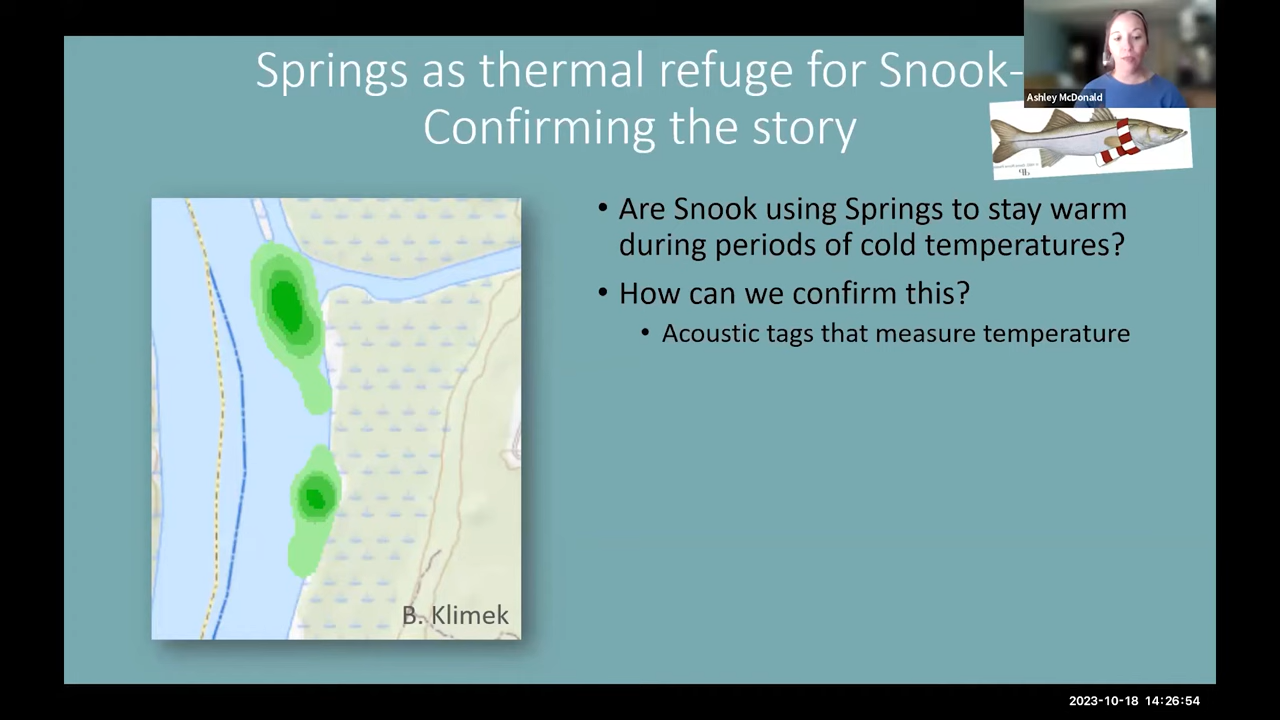 Springs as thermal refuge for Snook-
Confirming the story
Ashley McDonald
• Are Snook using Springs to stay warm
during periods of cold temperatures?
• How can we confirm this?
• Acoustic tags that measure temperature
B. Klimek
2023-10-18 14:26:54